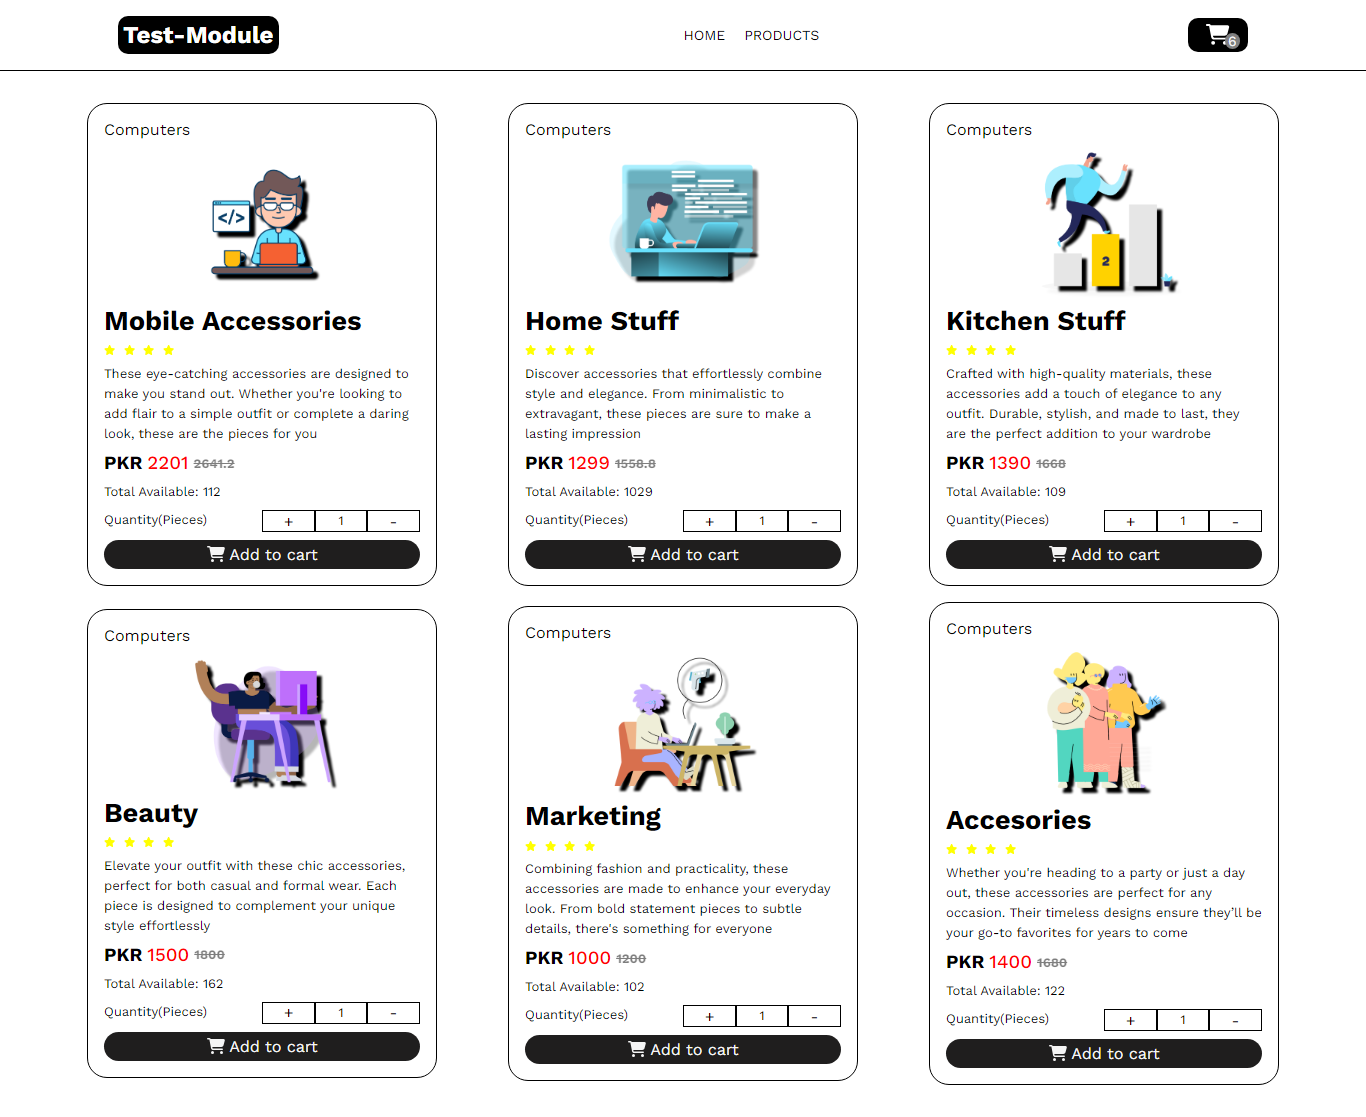 Test-Module
HOME PRODUCTS
6
Computers
</>
Mobile Accessories
These eye-catching accessories are designed to
make you stand out. Whether you're looking to
add flair to a simple outfit or complete a daring
look, these are the pieces for you
PKR 2201 2641.2
Total Available: 112
Quantity(Pieces) + 1 -
Add to cart
Computers
Home Stuff
Discover accessories that effortlessly combine
style and elegance. From minimalistic to
extravagant, these pieces are sure to make a
lasting impression
PKR 1299 1558.8
Total Available: 1029
Quantity(Pieces) + 1 -
Add to cart
Computers
2
Kitchen Stuff
Crafted with high-quality materials, these
accessories add a touch of elegance to any
outfit. Durable, stylish, and made to last, they
are the perfect addition to your wardrobe
PKR 1390 1668
Total Available: 109
Quantity(Pieces) + 1 -
Add to cart
Computers
Beauty
Elevate your outfit with these chic accessories,
perfect for both casual and formal wear. Each
piece is designed to complement your unique
style effortlessly
PKR 1500 1800
Total Available: 162
Quantity(Pieces) + 1 -
Add to cart
Computers
Marketing
Combining fashion and practicality, these
accessories are made to enhance your everyday
look. From bold statement pieces to subtle
details, there's something for everyone
PKR 1000 1200
Total Available: 102
Quantity(Pieces) + 1 -
Add to cart
Computers
Accesories
Whether you're heading to a party or just a day
out, these accessories are perfect for any
occasion. Their timeless designs ensure they'll be
your go-to favorites for years to come
PKR 1400 1680
Total Available: 122
Quantity(Pieces) + 1 -
Add to cart